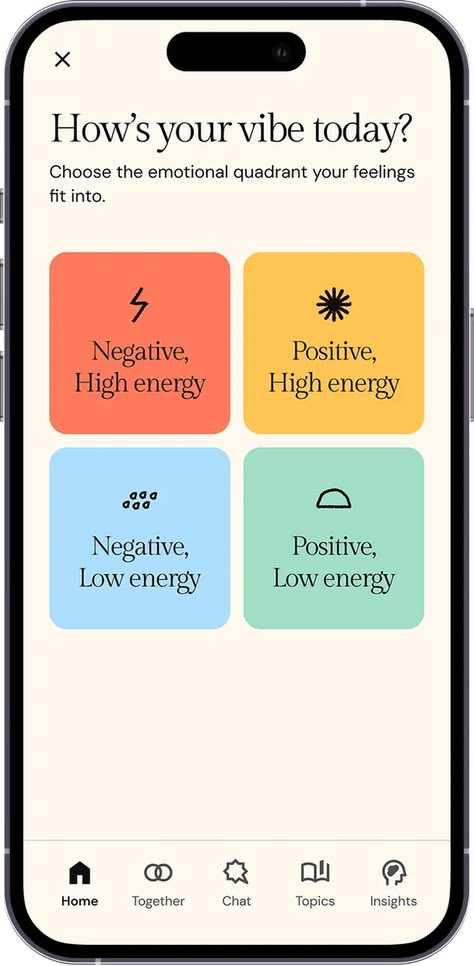 How’s your vibe today?
Choose the emotional quadrant your feelings
fit into.
Negative,
High energy
Positive,
High energy
Negative,
Low energy
Positive,
Low energy
Home
Together
Chat
Topics
Insights